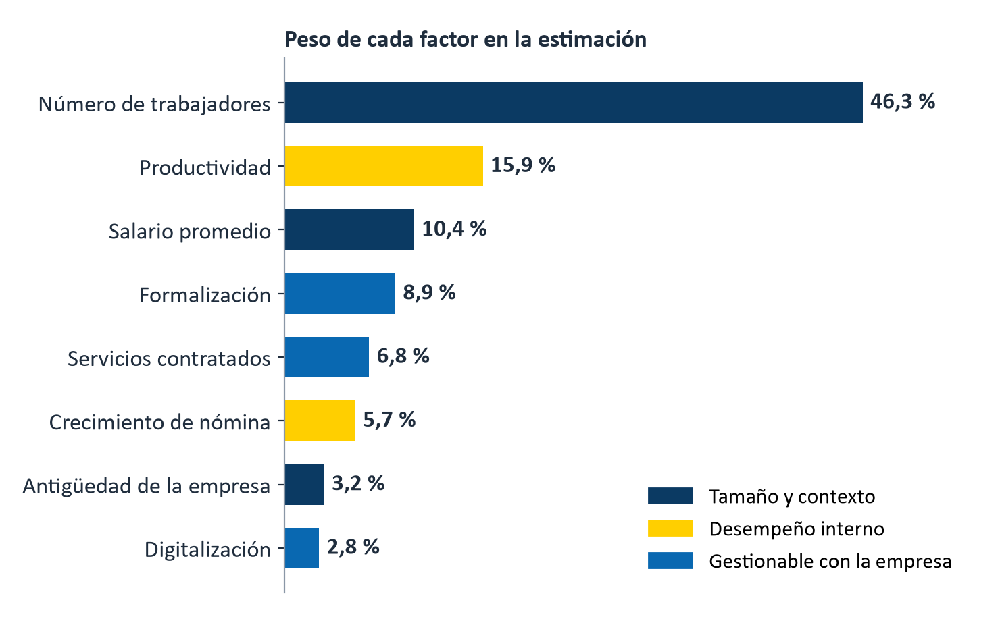 Peso de cada factor en la estimación
Número de trabajadores 46,3 %
Productividad 15,9 %
Salario promedio 10,4 %
Formalización 8,9 %
Servicios contratados 6,8 %
Crecimiento de nómina 5,7 %
Antigüedad de la empresa 3,2 %
Digitalización 2,8 %
Tamaño y contexto
Desempeño interno
Gestionable con la empresa